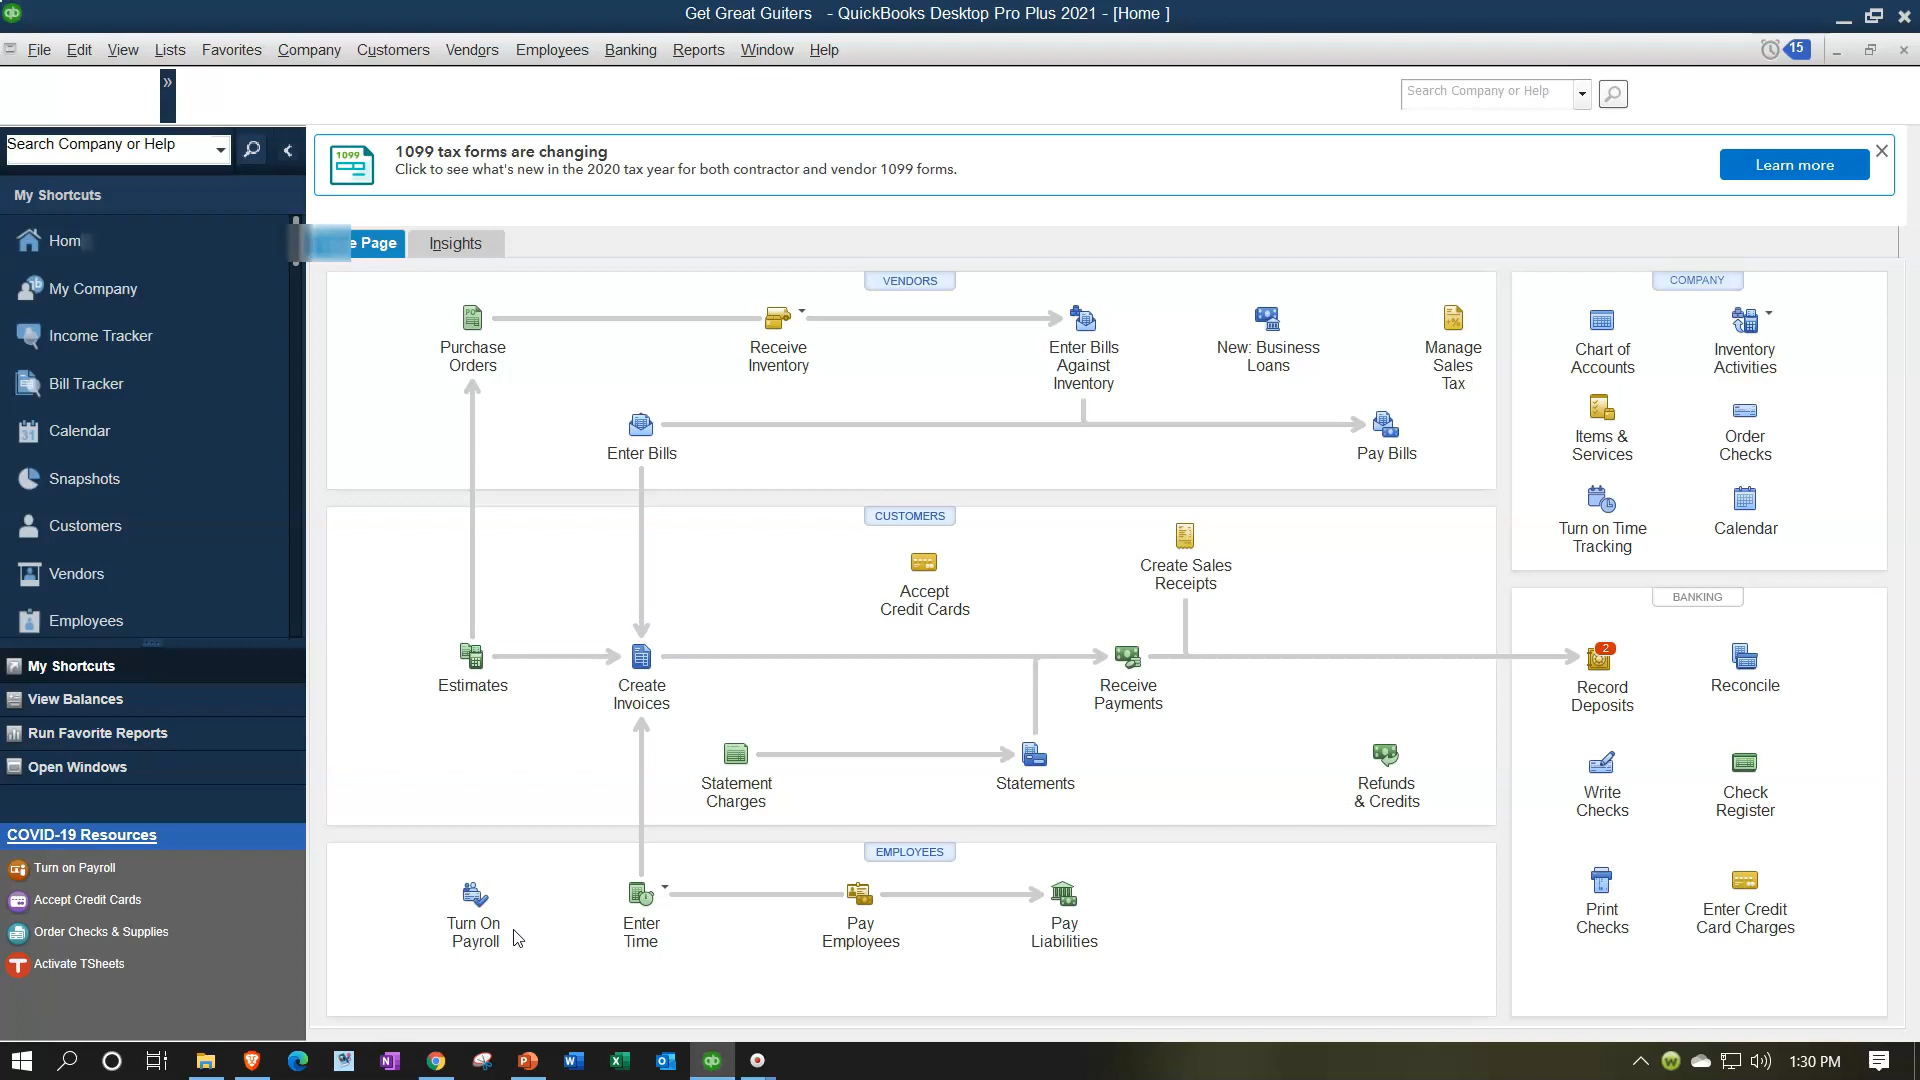 Get Great Guiters - QuickBooks Desktop Pro Plus 2021 - [Home ]
File Edit View Lists Favorites Company Customers Vendors Employees Banking Reports Window Help
15
»
Search Company or Help
Search Company or Help
1099
1099 tax forms are changing
Click to see what's new in the 2020 tax year for both contractor and vendor 1099 forms.
Learn more
My Shortcuts
Hom
My Company
Income Tracker
Bill Tracker
Calendar
Snapshots
Customers
Vendors
Employees
My Shortcuts
View Balances
Run Favorite Reports
Open Windows
COVID-19 Resources
Turn on Payroll
Accept Credit Cards
Order Checks & Supplies
Activate TSheets
e Page
Insights
VENDORS
Purchase
Orders
Receive
Inventory
Enter Bills
Against
Inventory
New: Business
Loans
Manage
Sales
Tax
Enter Bills
Pay Bills
CUSTOMERS
Accept
Credit Cards
Create Sales
Receipts
Estimates
Create
Invoices
Receive
Payments
Statement
Charges
Statements
Refunds
& Credits
EMPLOYEES
Turn On
Payroll
Enter
Time
Pay
Employees
Pay
Liabilities
COMPANY
Chart of
Accounts
Inventory
Activities
Items &
Services
Order
Checks
Turn on Time
Tracking
Calendar
BANKING
2
Record
Deposits
Reconcile
Write
Checks
Check
Register
Print
Checks
Enter Credit
Card Charges
1:30 PM